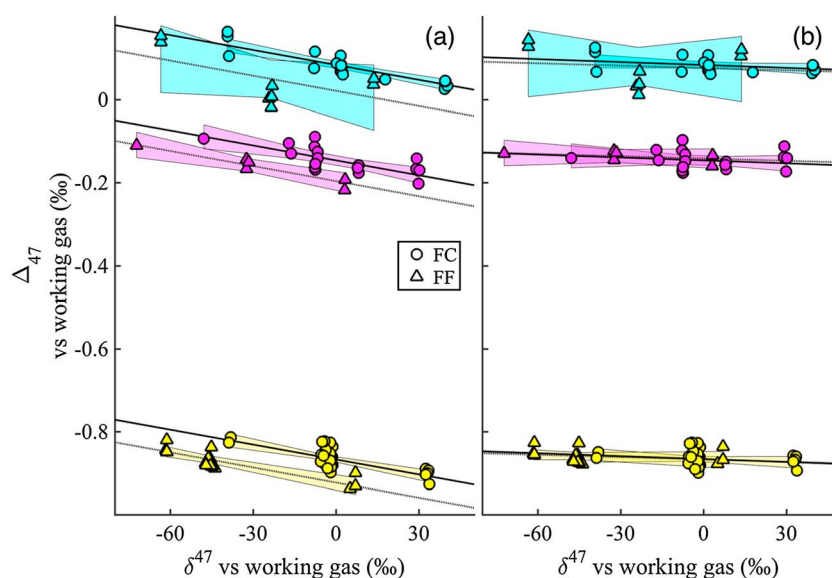 (a)
(b)
0
-0.2
-0.4
-0.6
-0.8
Δ47
vs working gas (‰)
FC
FF
-60
-30
0
30
-60
-30
0
30
δ47 vs working gas (‰)
δ47 vs working gas (‰)